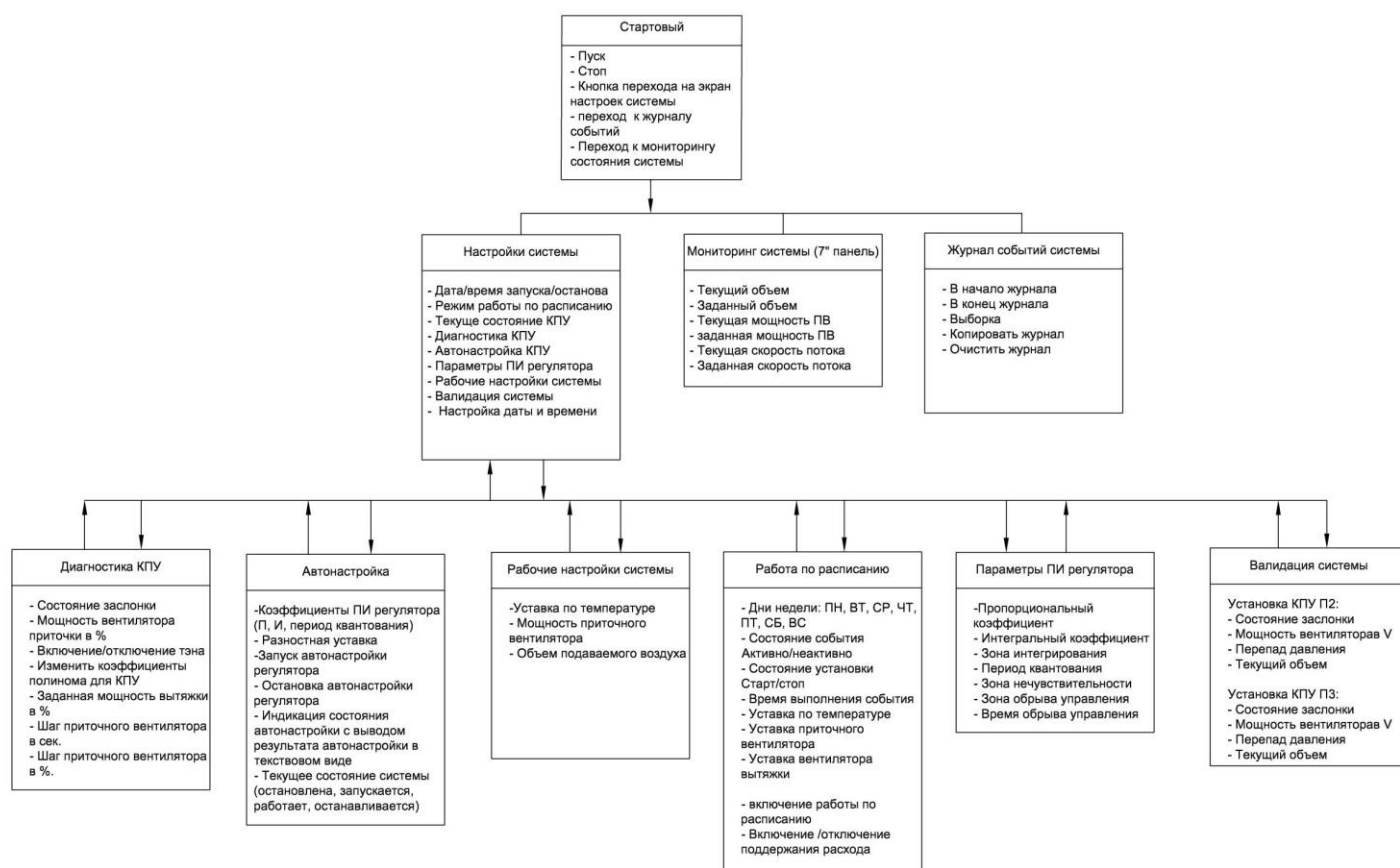 Стартовый
- Пуск
- Стоп
- Кнопка перехода на экран
настроек системы
- переход к журналу
событий
- Переход к мониторингу
состояния системы
Настройки системы
- Дата/время запуска/останова
- Режим работы по расписанию
- Текуще состояние КПУ
- Диагностика КПУ
- Автонастройка КПУ
- Параметры ПИ регулятора
- Рабочие настройки системы
- Валидация системы
- Настройка даты и времени
Мониторинг системы (7" панель)
- Текущий объем
- Заданный объем
- Текущая мощность ПВ
- заданная мощность ПВ
- Текущая скорость потока
- Заданная скорость потока
Журнал событий системы
- В начало журнала
- В конец журнала
- Выборка
- Копировать журнал
- Очистить журнал
Диагностика КПУ
- Состояние заслонки
- Мощность вентилятора
приточки в %
- Включение/отключение тэна
- Изменить коэффициенты
полинома для КПУ
- Заданная мощность вытяжки
в %
- Шаг приточного вентилятора
в сек.
- Шаг приточного вентилятора
в %.
Автонастройка
-Коэффициенты ПИ регулятора
(П, И, период квантования)
- Разностная уставка
-Запуск автонастройки
регулятора
- Остановка автонастройки
регулятора
- Индикация состояния
автонастройки с выводом
результата автонастройки в
текстовом виде
- Текущее состояние системы
(остановлена, запускается,
работает, останавливается)
Рабочие настройки системы
-Уставка по температуре
- Мощность приточного
вентилятора
- Объем подаваемого воздуха
Работа по расписанию
- Дни недели: ПН, ВТ, СР, ЧТ,
ПТ, СБ, ВС
- Состояние события
Активно/неактивно
- Состояние установки
Старт/стоп
- Время выполнения события
- Уставка по температуре
- Уставка приточного
вентилятора
- Уставка вентилятора
вытяжки
- включение работы по
расписанию
- Включение /отключение
поддержания расхода
Параметры ПИ регулятора
-Пропорциональный
коэффициент
- Интегральный коэффициент
- Зона интегрирования
- Период квантования
- Зона нечувствительности
- Зона обрыва управления
- Время обрыва управления
Валидация системы
Установка КПУ П2:
- Состояние заслонки
- Мощность вентиляторав V
- Перепад давления
- Текущий объем
Установка КПУ П3:
- Состояние заслонки
- Мощность вентиляторав V
- Перепад давления
- Текущий объем